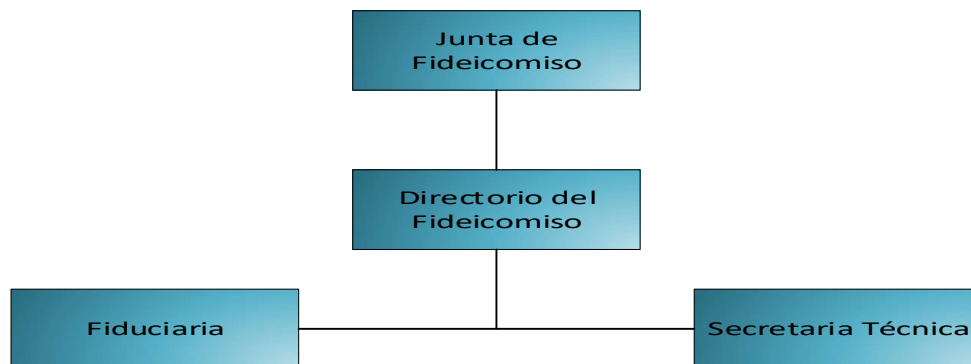 Junta de
Fideicomiso
Directorio del
Fideicomiso
Fiduciaria
Secretaria Técnica